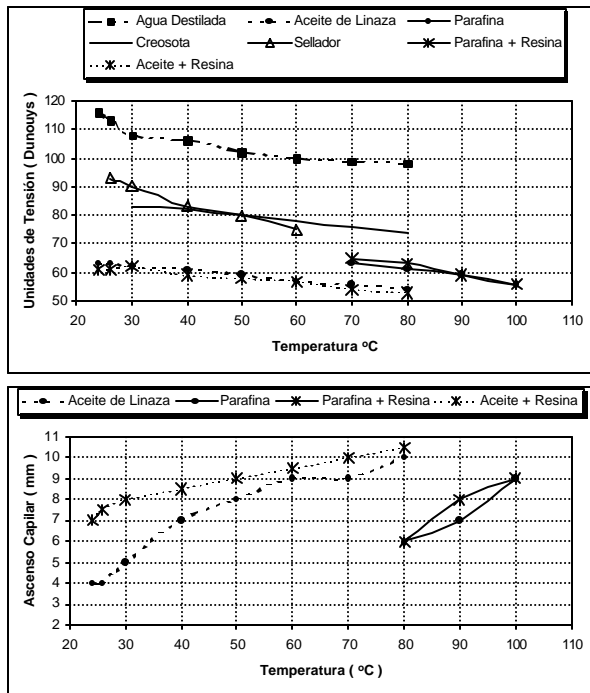 Agua Destilada Aceite de Linaza Parafina
Creosota Sellador Parafina + Resina
Aceite + Resina
Unidades de Tensión ( Dunouys)
120
110
100
90
80
70
60
50
20 30 40 50 60 70 80 90 100 110
Temperatura ºC
Aceite de Linaza Parafina Parafina + Resina Aceite + Resina
Ascenso Capilar ( mm)
11
10
9
8
7
6
5
4
3
2
20 30 40 50 60 70 80 90 100 110
Temperatura ( ºC)